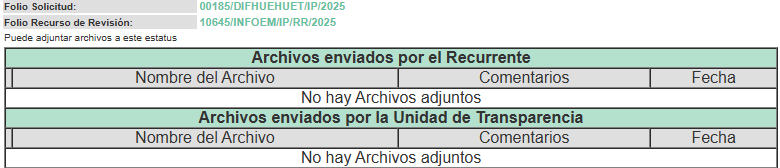 Folio Solicitud: 00185/DIFHUEHUET/IP/2025
Folio Recurso de Revisión: 10645/INFOEM/IP/RR/2025
Puede adjuntar archivos a este estatus
Archivos enviados por el Recurrente
Nombre del Archivo Comentarios Fecha
No hay Archivos adjuntos
Archivos enviados por la Unidad de Transparencia
Nombre del Archivo Comentarios Fecha
No hay Archivos adjuntos